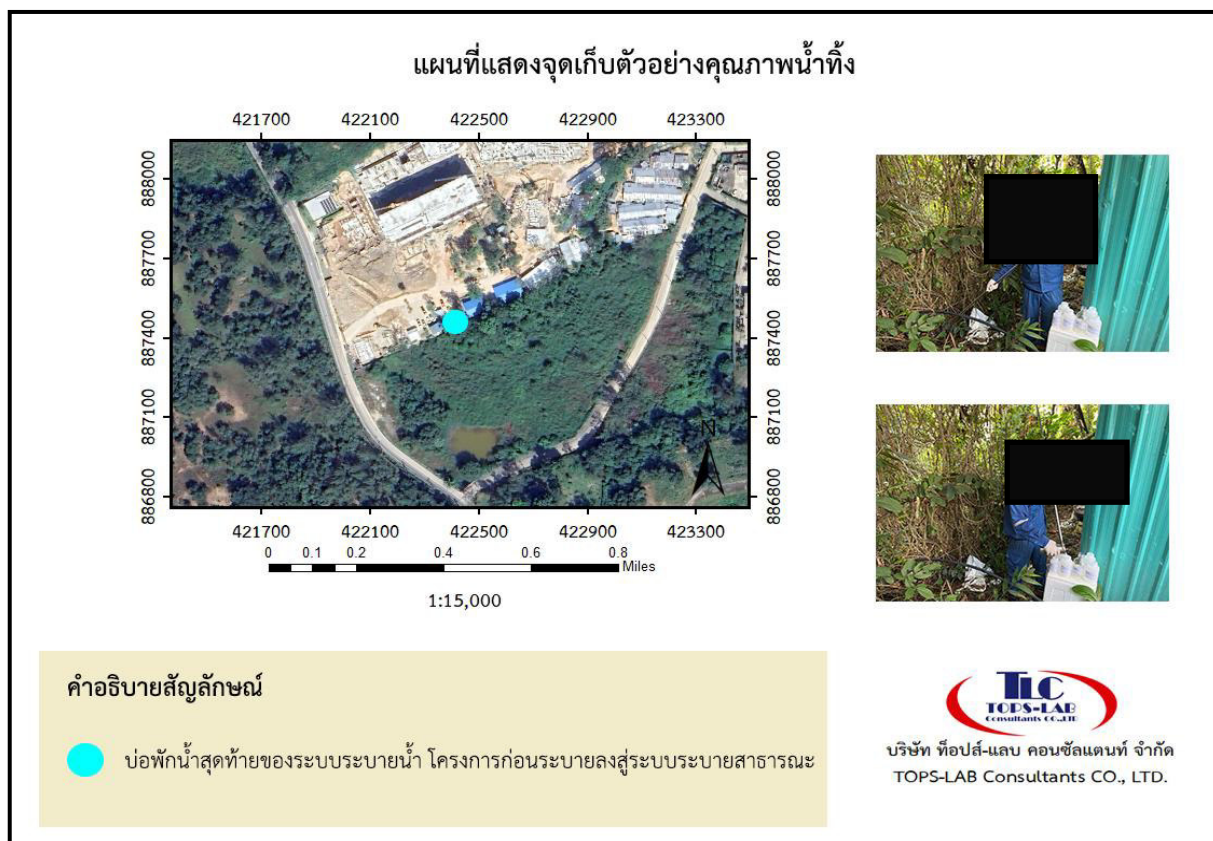 แผนที่แสดงจุดเก็บตัวอย่างคุณภาพน้ำทิ้ง
421700 422100 422500 422900 423300
888000 888000
887700 887700
887400 887400
887100 887100
N
886800 886800
421700 422100 422500 422900 423300
0 0.1 0.2 0.4 0.6 0.8
Miles
1:15,000
คำอธิบายสัญลักษณ์
บ่อพักน้ำสุดท้ายของระบบระบายน้ำ โครงการก่อนระบายลงสู่ระบบระบายสาธารณะ
TLC
TOPS-LAB
Consultants CO.,LTD
บริษัท ท็อปส์-แลบ คอนซัลแตนท์ จำกัด
TOPS-LAB Consultants CO., LTD.